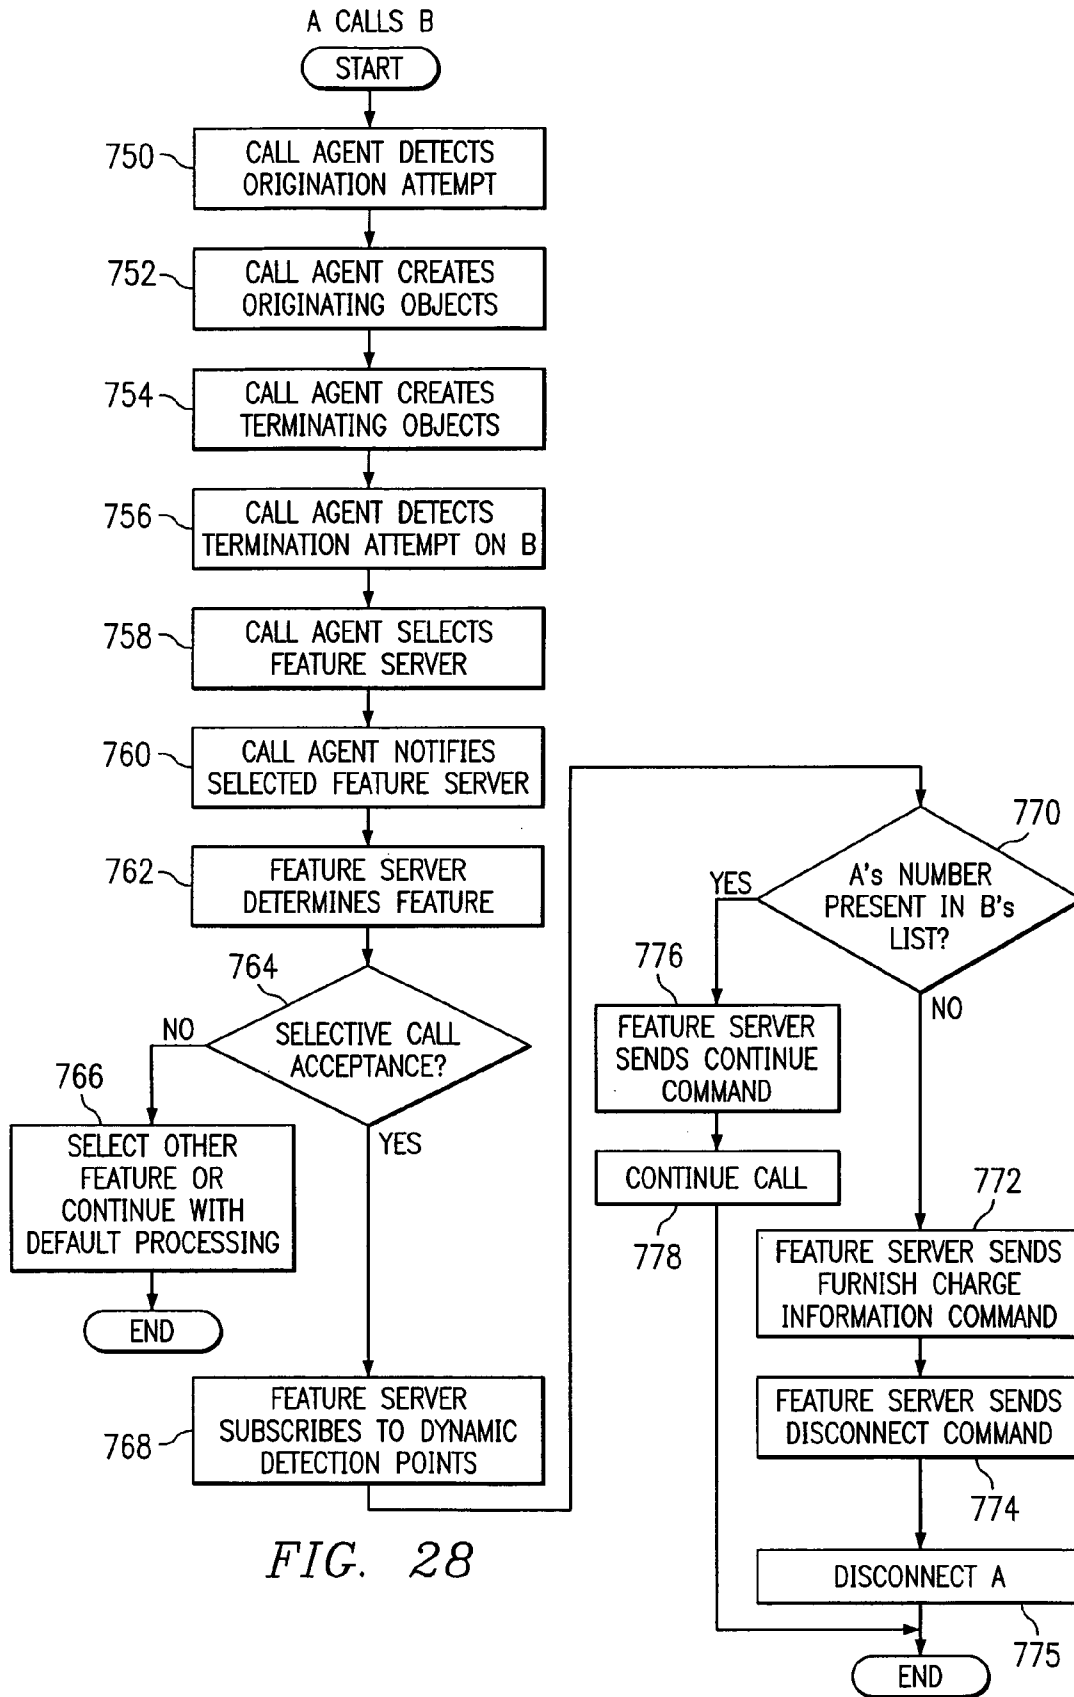 A CALLS B
START
750
CALL AGENT DETECTS
ORIGINATION ATTEMPT
752
CALL AGENT CREATES
ORIGINATING OBJECTS
754
CALL AGENT CREATES
TERMINATING OBJECTS
756
CALL AGENT DETECTS
TERMINATION ATTEMPT ON B
758
CALL AGENT SELECTS
FEATURE SERVER
760
CALL AGENT NOTIFIES
SELECTED FEATURE SERVER
762
FEATURE SERVER
DETERMINES FEATURE
764
SELECTIVE CALL
ACCEPTANCE?
NO
YES
766
SELECT OTHER
FEATURE OR
CONTINUE WITH
DEFAULT PROCESSING
END
768
FEATURE SERVER
SUBSCRIBES TO DYNAMIC
DETECTION POINTS
770
A's NUMBER
PRESENT IN B's
LIST?
YES
NO
776
FEATURE SERVER
SENDS CONTINUE
COMMAND
CONTINUE CALL
778
772
FEATURE SERVER SENDS
FURNISH CHARGE
INFORMATION COMMAND
FEATURE SERVER SENDS
DISCONNECT COMMAND
774
DISCONNECT A
775
END
FIG. 28